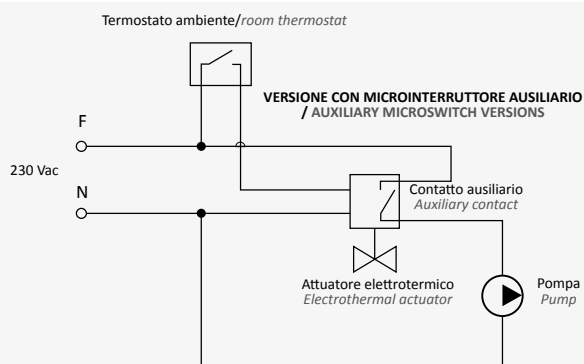 Termostato ambiente/room thermostat
VERSIONE CON MICROINTERRUTTORE AUSILIARIO
/ AUXILIARY MICROSWITCH VERSIONS
F
230 Vac
N
Contatto ausiliario
Auxiliary contact
Attuatore elettrotermico
Electrothermal actuator
Pompa
Pump